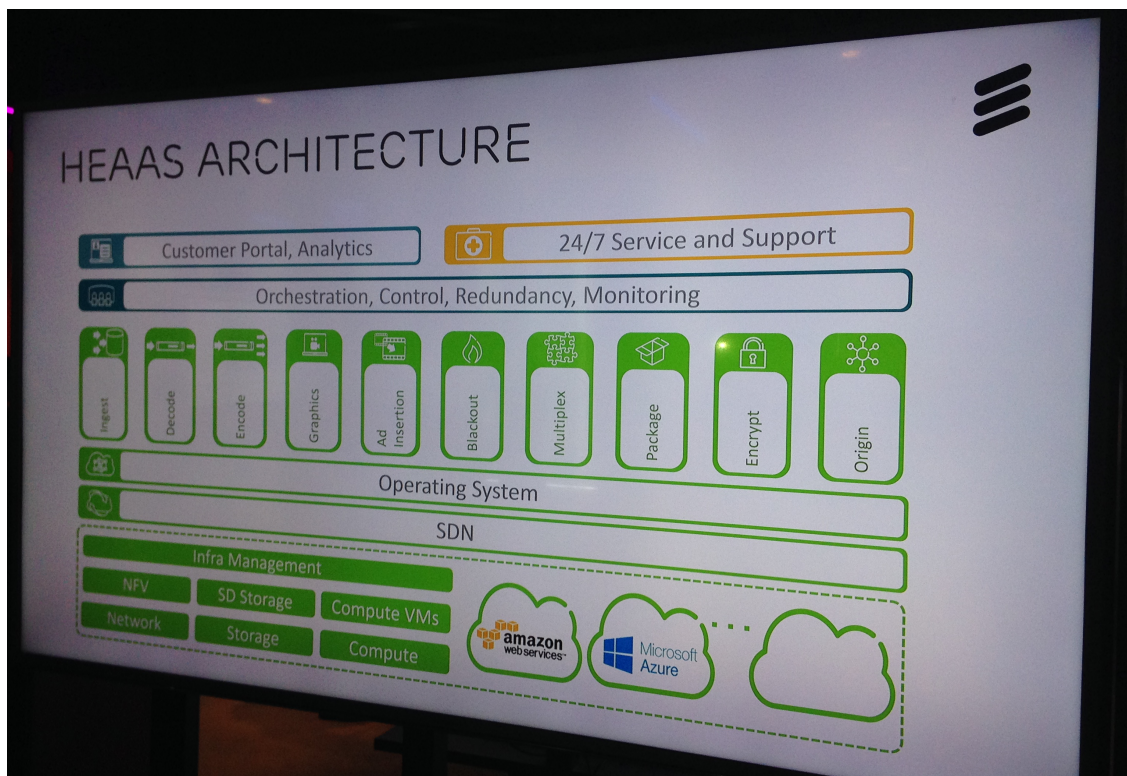 HEAAS ARCHITECTURE
Customer Portal, Analytics
24/7 Service and Support
Orchestration, Control, Redundancy, Monitoring
Ingest
Decode
Encode
Graphics
Ad
Insertion
Blackout
Multiplex
Package
Encrypt
Origin
Operating System
SDN
Infra Management
NFV
SD Storage
Compute VMs
Network
Storage
Compute
amazon
webservices™
Microsoft
Azure